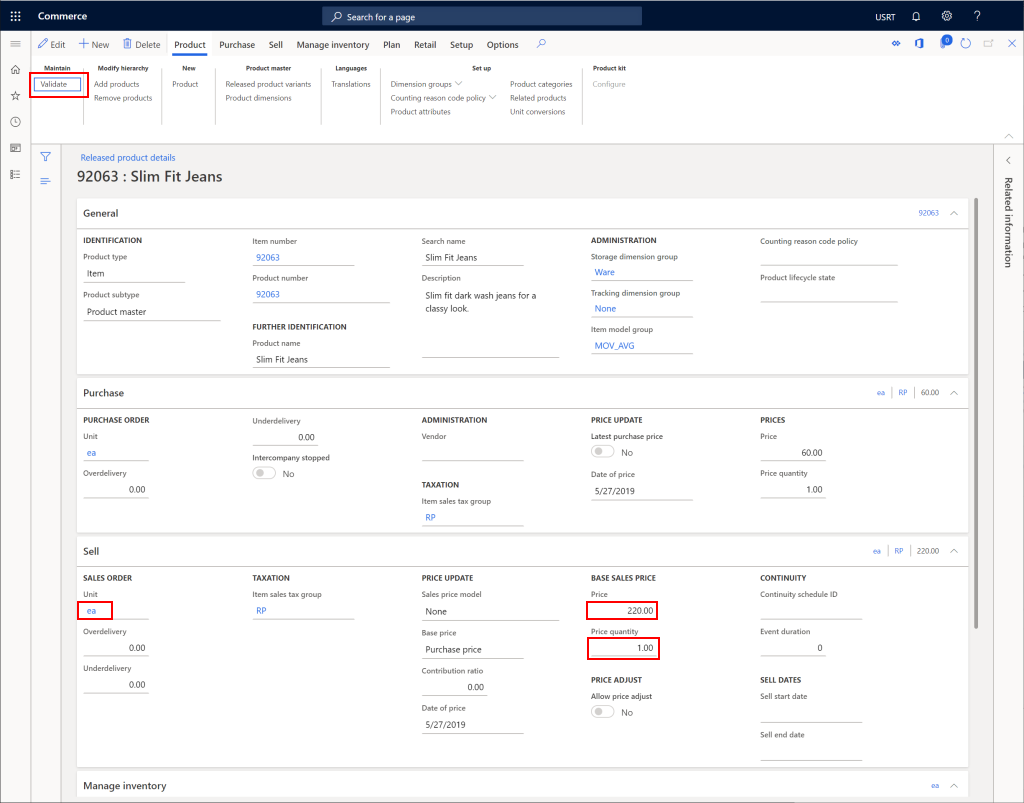 Commerce
Search for a page
USRT
?
Edit
New
Delete
Product
Purchase
Sell
Manage inventory
Plan
Retail
Setup
Options
0
Maintain
Validate
Modify hierarchy
Add products
Remove products
New
Product
Product master
Released product variants
Product dimensions
Languages
Translations
Set up
Dimension groups
Counting reason code policy
Product attributes
Product categories
Related products
Unit conversions
Product kit
Configure
Related information
Released product details
92063 : Slim Fit Jeans
General
92063
IDENTIFICATION
Product type
Item
Product subtype
Product master
Item number
92063
Product number
92063
FURTHER IDENTIFICATION
Product name
Slim Fit Jeans
Search name
Slim Fit Jeans
Description
Slim fit dark wash jeans for a
classy look.
ADMINISTRATION
Storage dimension group
Ware
Tracking dimension group
None
Item model group
MOV_AVG
Counting reason code policy
Product lifecycle state
Purchase
ea | RP | 60.00
PURCHASE ORDER
Unit
ea
Overdelivery
0.00
Underdelivery
0.00
Intercompany stopped
No
ADMINISTRATION
Vendor
TAXATION
Item sales tax group
RP
PRICE UPDATE
Latest purchase price
No
Date of price
5/27/2019
PRICES
Price
60.00
Price quantity
1.00
Sell
ea | RP | 220.00
SALES ORDER
Unit
ea
Overdelivery
0.00
Underdelivery
0.00
TAXATION
Item sales tax group
RP
PRICE UPDATE
Sales price model
None
Base price
Purchase price
Contribution ratio
0.00
Date of price
5/27/2019
BASE SALES PRICE
Price
220.00
Price quantity
1.00
PRICE ADJUST
Allow price adjust
No
CONTINUITY
Continuity schedule ID
Event duration
0
SELL DATES
Sell start date
Sell end date
Manage inventory
ea